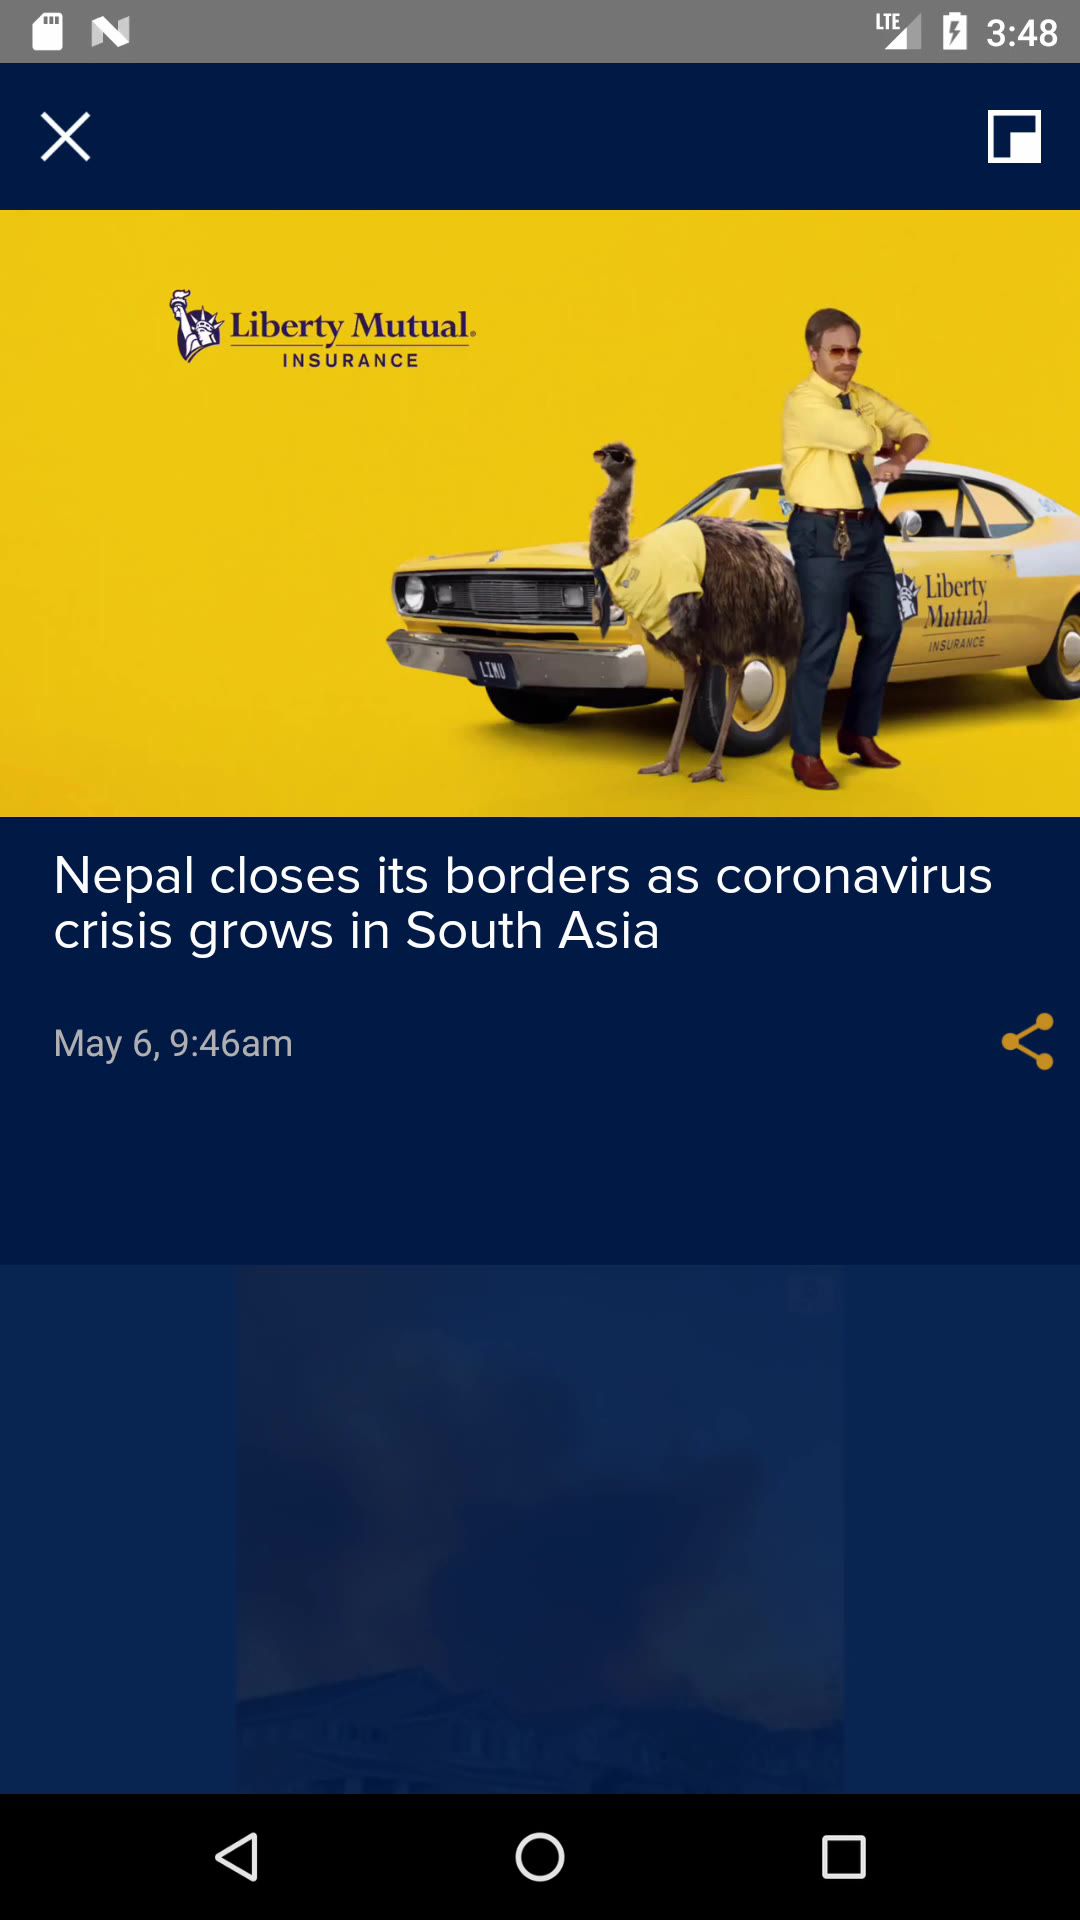 LTE 3:48
Liberty Mutual®
INSURANCE
Liberty
Mutual
INSURANCE
LIMU
Nepal closes its borders as coronavirus
crisis grows in South Asia
May 6, 9:46am